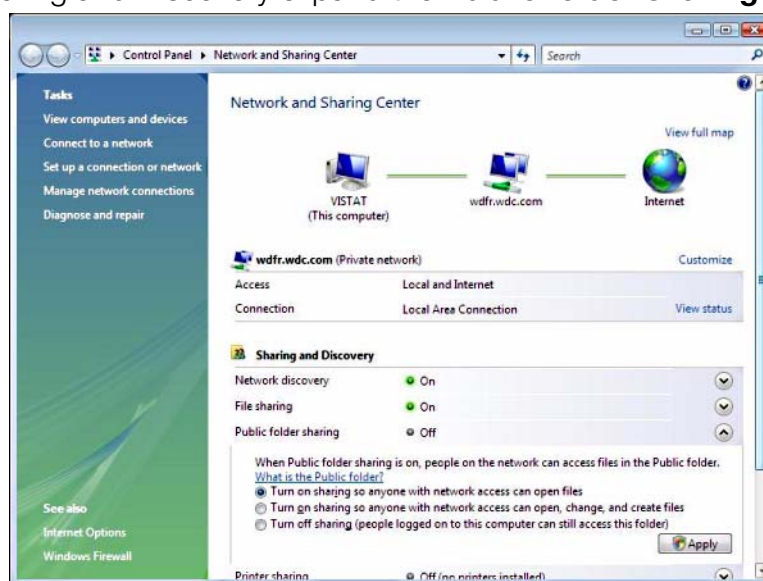 Control Panel ▸ Network and Sharing Center
Search
Tasks
View computers and devices
Connect to a network
Set up a connection or network
Manage network connections
Diagnose and repair
See also
Internet Options
Windows Firewall
Network and Sharing Center
View full map
VISTAT
(This computer)
wdfr.wdc.com
Internet
wdfr.wdc.com (Private network)
Customize
Access Local and Internet
Connection Local Area Connection View status
Sharing and Discovery
Network discovery On
File sharing On
Public folder sharing Off
When Public folder sharing is on, people on the network can access files in the Public folder.
What is the Public folder?
Turn on sharing so anyone with network access can open files
Turn on sharing so anyone with network access can open, change, and create files
Turn off sharing (people logged on to this computer can still access this folder)
Apply
Printer sharing Off (no printers installed)